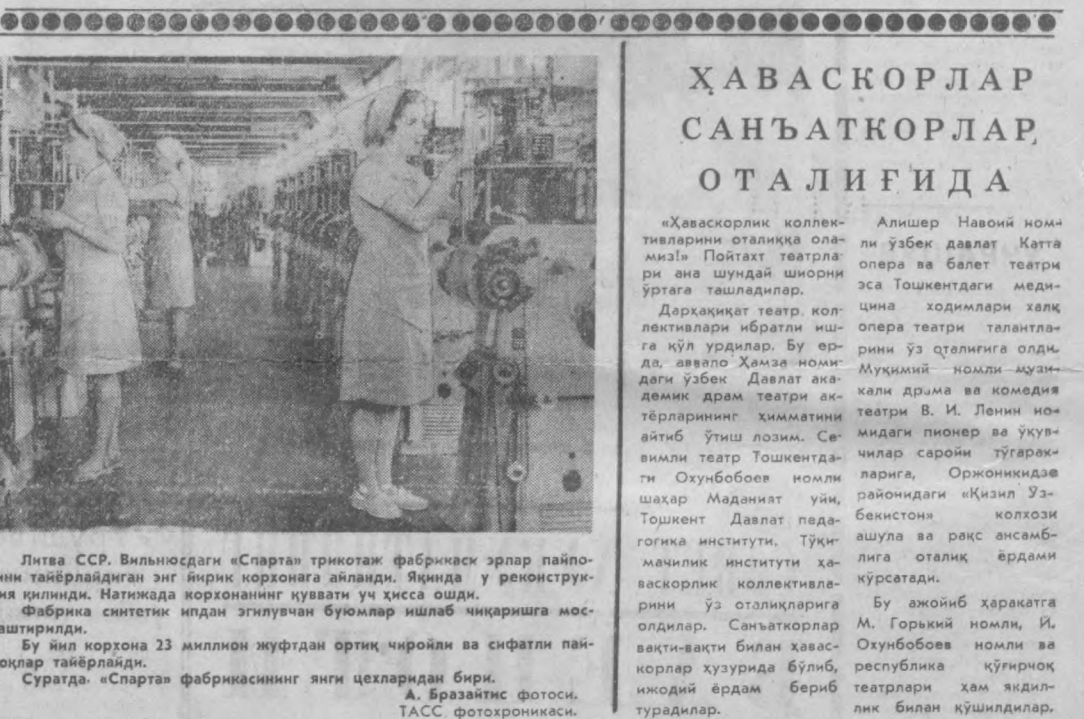 Литва ССР. Вильнюсдаги «Спарта» трикотаж фабрикаси эрлар пайпо-
ини тайёрлайдиган энг йирик корхонага айланди. Яқинда у реконструк-
ия қилинди. Натижада корхонанинг қуввати уч ҳисса ошди.
Фабрика синтетик ипдан эгилувчан буюмлар ишлаб чиқаришга мос-
аштирилди.
Бу йил корхона 23 миллион жуфтдан ортиқ чиройли ва сифатли пай-
оқлар тайёрлайди.
Суратда. «Спарта» фабрикасининг янги цехларидан бири.
А. Бразайтис фотоси.
ТАСС фотохроникаси.
ҲАВАСКОРЛАР
САНЪАТКОРЛАР
ОТАЛИҒИДА
«Ҳаваскорлик коллек-
тивларини оталиққа ола-
миз!» Пойтахт театрла-
ри ана шундай шиорни
ўртага ташладилар.
Дарҳақиқат театр кол-
лективлари ибратли иш-
га қўл урдилар. Бу ер-
да, аввало Ҳамза номи-
даги ўзбек Давлат ака-
демик драм театри ак-
тёрларининг ҳимматини
айтиб ўтиш лозим. Се-
вимли театр Тошкентда-
ги Охунбобоев номли
шаҳар Маданият уйи,
Тошкент Давлат педа-
гогика институти, Тўқи-
мачилик институти ҳа-
васкорлик коллективла-
рини ўз оталиқларига
олдилар. Санъаткорлар
вақти-вақти билан ҳавас-
корлар ҳузурида бўлиб,
ижодий ёрдам бериб
турадилар.
Алишер Навоий ном-
ли ўзбек давлат Катта
опера ва балет театри
эса Тошкентдаги меди-
цина ходимлари халқ
опера театри талантла-
рини ўз оталиғига олди.
Муқимий номли музи-
кали драма ва комедия
театри В. И. Ленин но-
мидаги пионер ва ўқув-
чилар саройи тўгарак-
ларига, Оржоникидзе
районидаги «Қизил Ўз-
бекистон» колхози
ашула ва рақс ансамб-
лига оталиқ ёрдами
кўрсатади.
Бу ажойиб ҳаракатга
М. Горький номли, Й.
Охунбобоев номли ва
республика қўғирчоқ
театрлари ҳам якдил-
лик билан қўшилдилар.